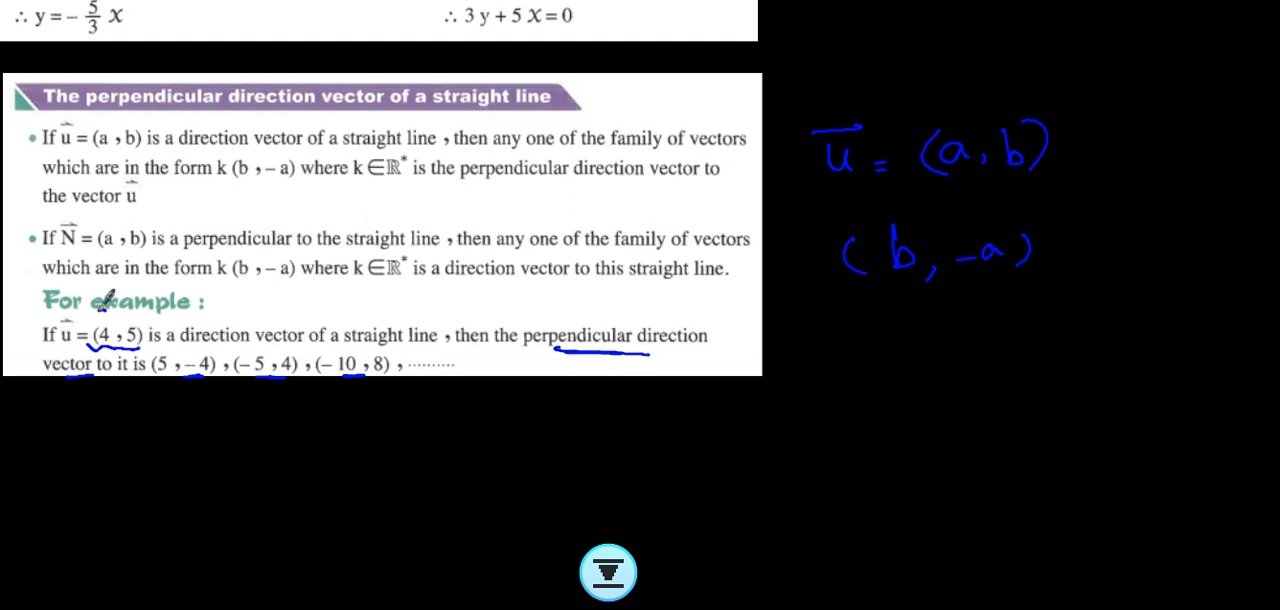 ∴ y = − 5/3 x
∴ 3 y + 5 x = 0
The perpendicular direction vector of a straight line
• If u⃗ = (a , b) is a direction vector of a straight line , then any one of the family of vectors
which are in the form k (b , − a) where k ∈ ℝ* is the perpendicular direction vector to
the vector u⃗
• If N⃗ = (a , b) is a perpendicular to the straight line , then any one of the family of vectors
which are in the form k (b , − a) where k ∈ ℝ* is a direction vector to this straight line.
For example :
If u⃗ = (4 , 5) is a direction vector of a straight line , then the perpendicular direction
vector to it is (5 , − 4) , (− 5 , 4) , (− 10 , 8) , ..........
u⃗ = (a, b)
(b, -a)